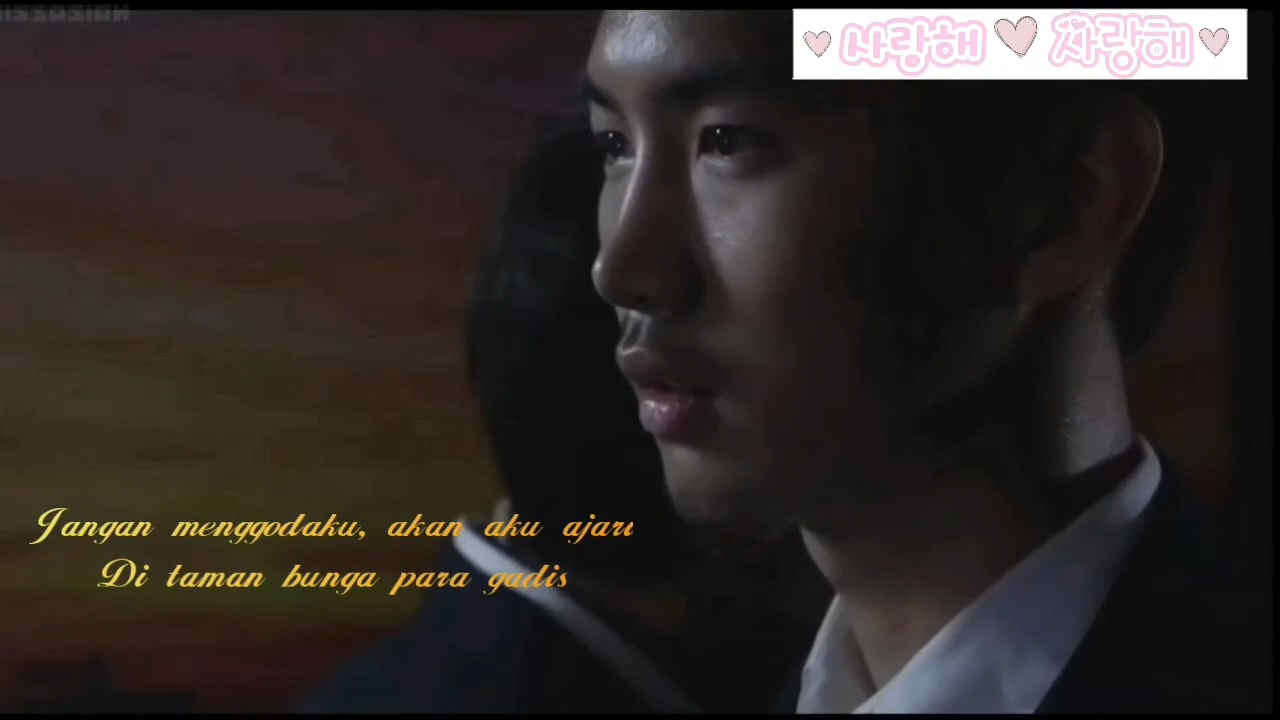 사랑해 사랑해
Jangan menggodaku, akan aku ajari
Di taman bunga para gadis